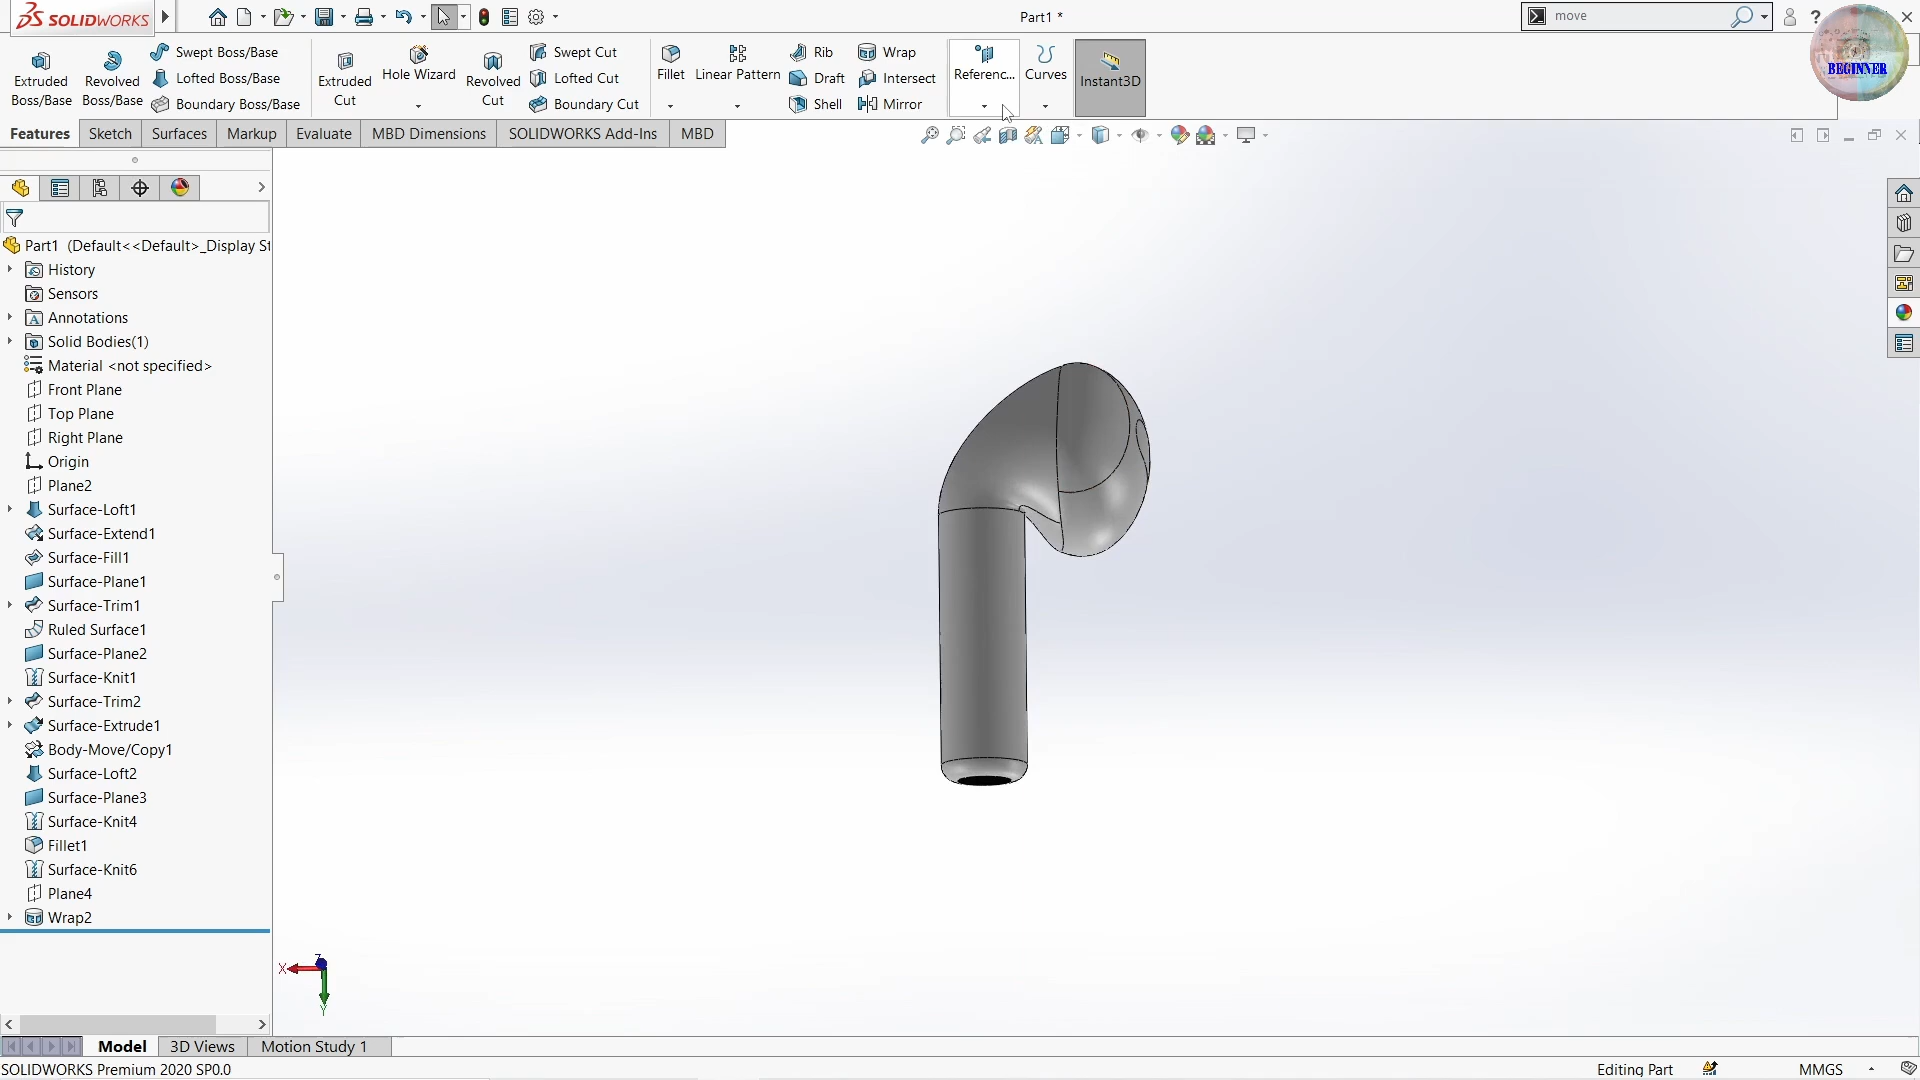 SOLIDWORKS
Part1 *
move
?
BEGINNER
Extruded Boss/Base
Revolved Boss/Base
Swept Boss/Base
Lofted Boss/Base
Boundary Boss/Base
Extruded Cut
Hole Wizard
Revolved Cut
Swept Cut
Lofted Cut
Boundary Cut
Fillet
Linear Pattern
Rib
Draft
Shell
Wrap
Intersect
Mirror
Referenc...
Curves
Instant3D
Features
Sketch
Surfaces
Markup
Evaluate
MBD Dimensions
SOLIDWORKS Add-Ins
MBD
Part1 (Default<<Default>_Display St
History
Sensors
Annotations
Solid Bodies(1)
Material <not specified>
Front Plane
Top Plane
Right Plane
Origin
Plane2
Surface-Loft1
Surface-Extend1
Surface-Fill1
Surface-Plane1
Surface-Trim1
Ruled Surface1
Surface-Plane2
Surface-Knit1
Surface-Trim2
Surface-Extrude1
Body-Move/Copy1
Surface-Loft2
Surface-Plane3
Surface-Knit4
Fillet1
Surface-Knit6
Plane4
Wrap2
Z
X
Y
Model
3D Views
Motion Study 1
SOLIDWORKS Premium 2020 SP0.0
Editing Part
MMGS